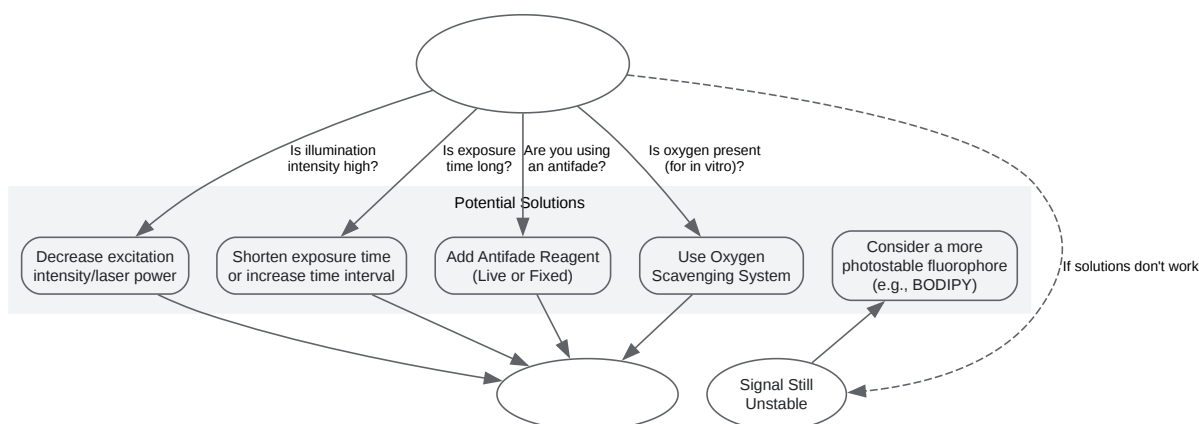 Is illumination
intensity high?
Is exposure
time long?
Are you using
an antifade?
Is oxygen present
(for in vitro)?
Potential Solutions
Decrease excitation
intensity/laser power
Shorten exposure time
or increase time interval
Add Antifade Reagent
(Live or Fixed)
Use Oxygen
Scavenging System
Consider a more
photostable fluorophore
(e.g., BODIPY)
If solutions don't work
Signal Still
Unstable